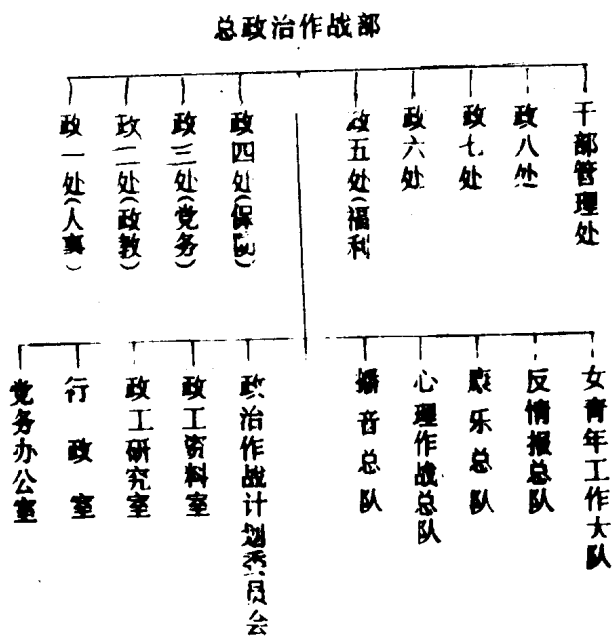 总政治作战部
政一处(人事)
政二处(政教)
政三处(党务)
政四处(保防)
政五处(福利
政六处
政七处
政八处
干部管理处
党务办公室
行政室
政工研究室
政工资料室
政治作战计划委员会
播音总队
心理作战总队
康乐总队
反情报总队
女青年工作大队